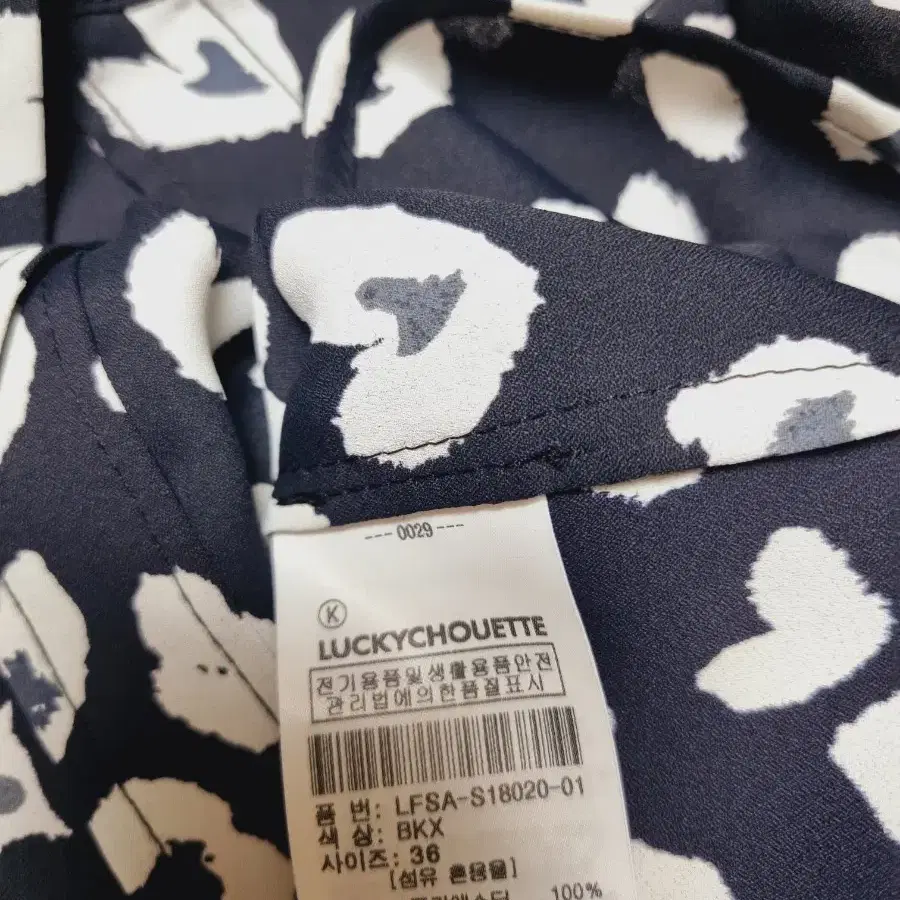 --- 0029 ---
Ⓚ
LUCKYCHOUETTE
전기용품및생활용품안전
관리법에의한품질표시
품 번: LFSA-S18020-01
색 상: BKX
사이즈: 36
[섬유 혼용율]
100%